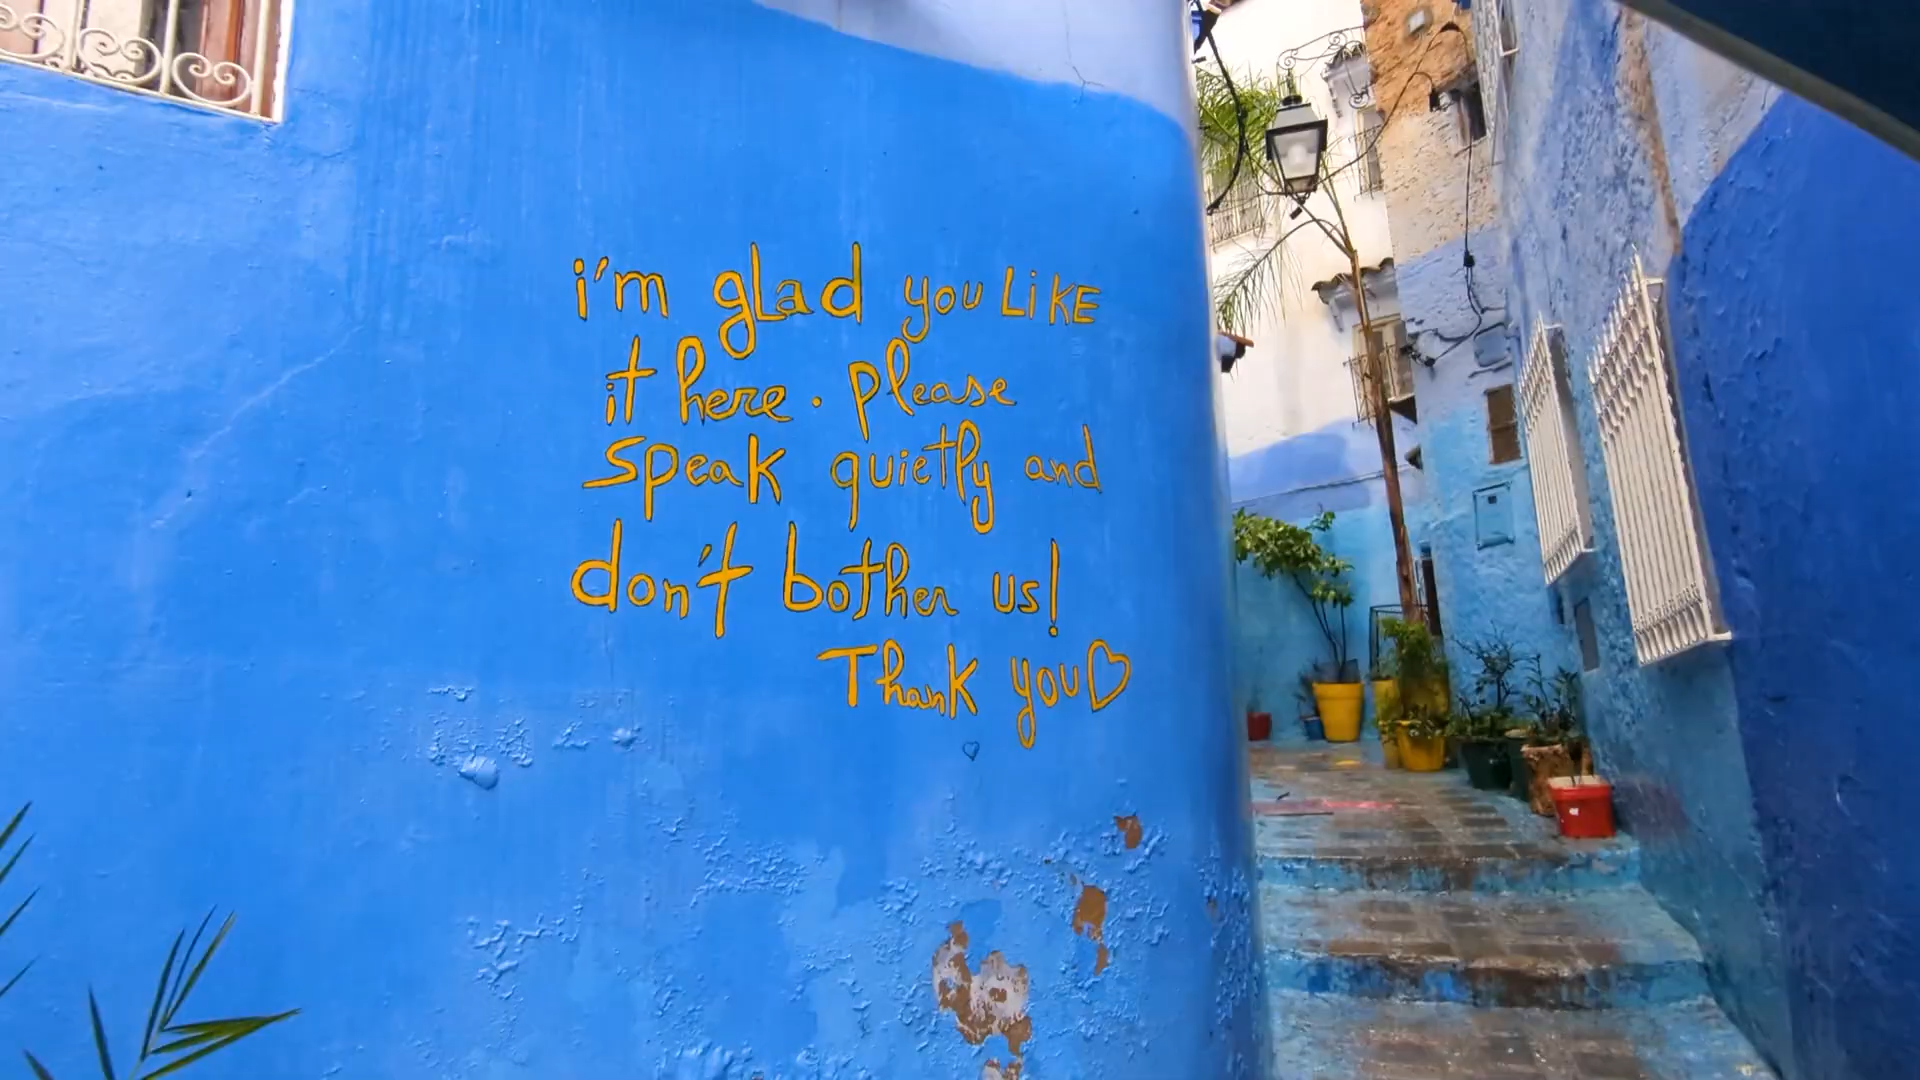 i'm glad you LiKE
it here. please
speak quietly and
don't bother us!
Thank you♡